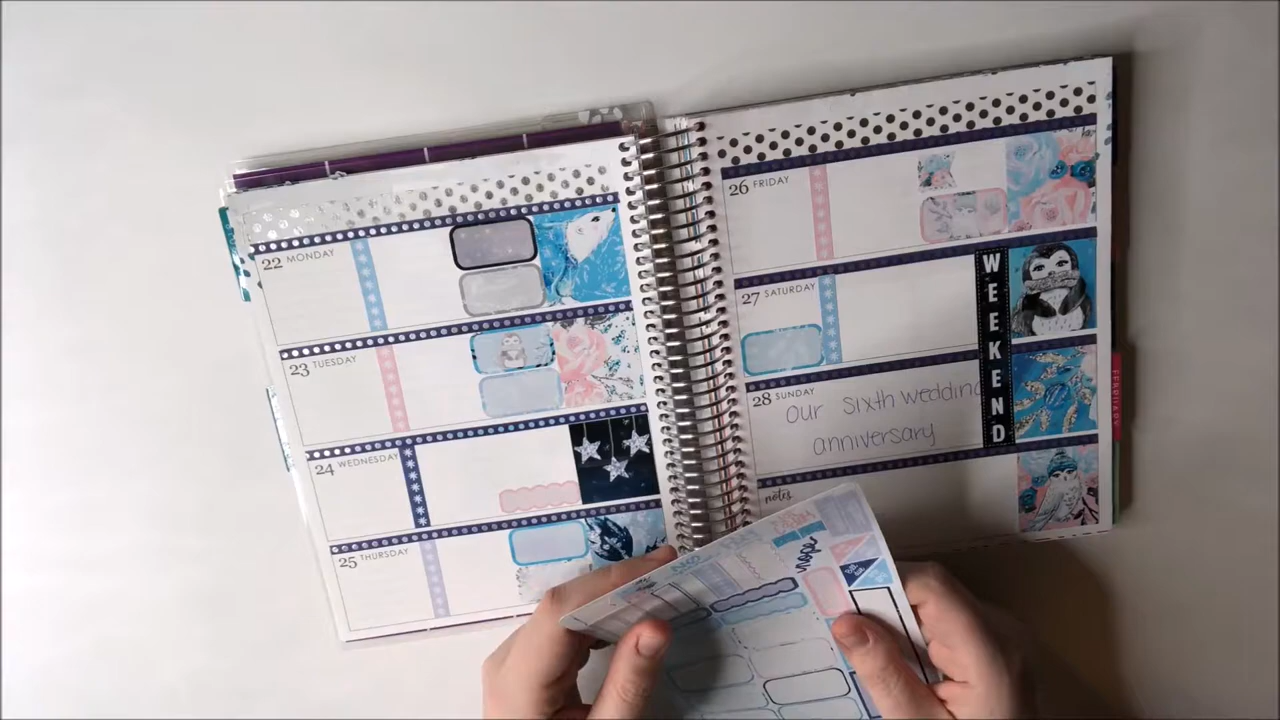 22 MONDAY
23 TUESDAY
24 WEDNESDAY
25 THURSDAY
26 FRIDAY
27 SATURDAY
28 SUNDAY
our sixth wedding
anniversary
notes
WEEKEND
FEBRUARY
nope